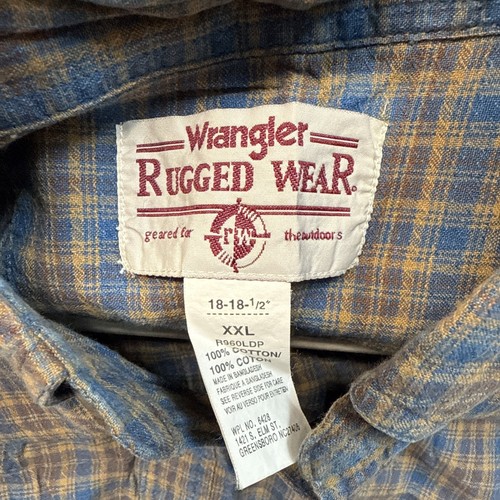 Wrangler
RUGGED WEAR®
geared for rw the outdoors
18-18-1/2"
XXL
R960LDP
100% COTTON/
100% COTON
MADE IN BANGLADESH
FABRIQUÉ À BANGLADESH
SEE REVERSE SIDE FOR CARE
VOIR AU VERSO POUR ENTRETIEN
WPL NO. 6428
1421 S. ELM ST.
GREENSBORO NC27406